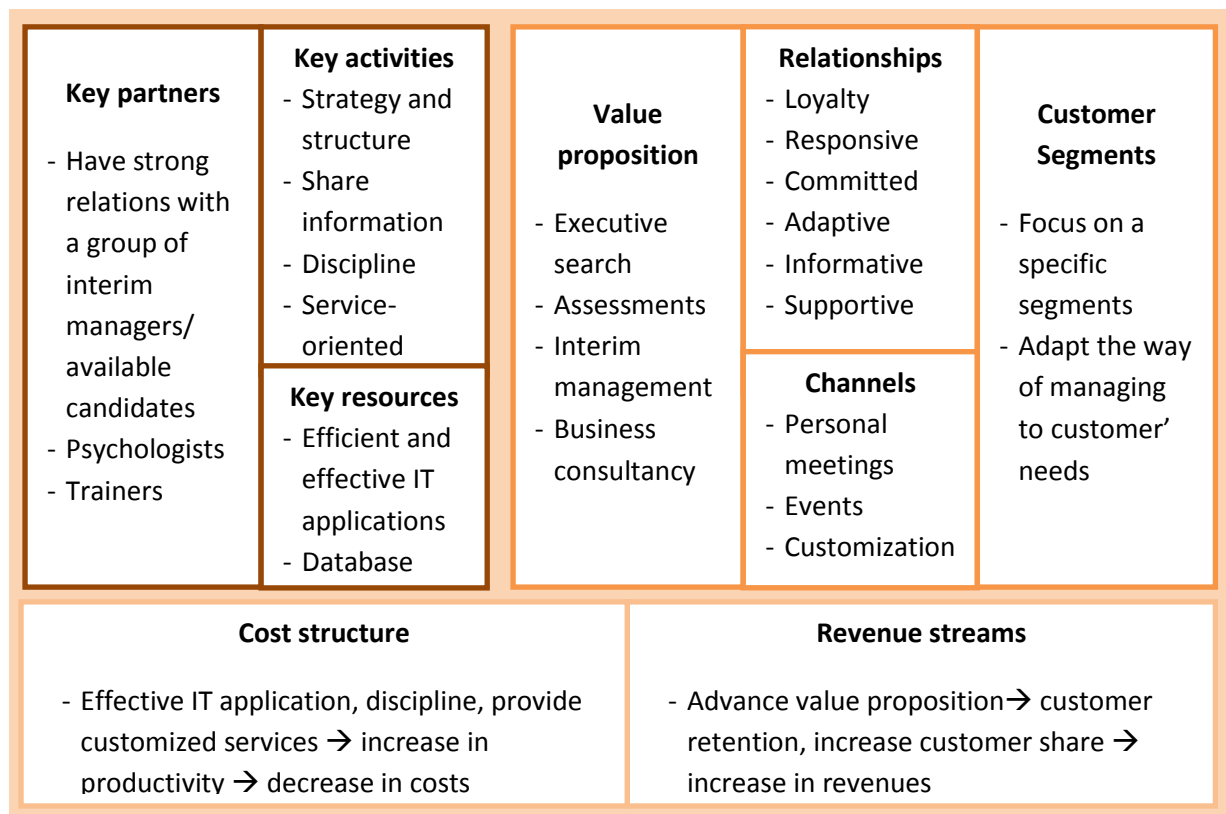 Key partners
- Have strong
relations with
a group of
interim
managers/
available
candidates
- Psychologists
- Trainers
Key activities
- Strategy and
structure
- Share
information
- Discipline
- Service-
oriented
Key resources
- Efficient and
effective IT
applications
- Database
Value
proposition
- Executive
search
- Assessments
- Interim
management
- Business
consultancy
Relationships
- Loyalty
- Responsive
- Committed
- Adaptive
- Informative
- Supportive
Channels
- Personal
meetings
- Events
- Customization
Customer
Segments
- Focus on a
specific
segments
- Adapt the way
of managing
to customer’
needs
Cost structure
- Effective IT application, discipline, provide
customized services → increase in
productivity → decrease in costs
Revenue streams
- Advance value proposition→ customer
retention, increase customer share →
increase in revenues